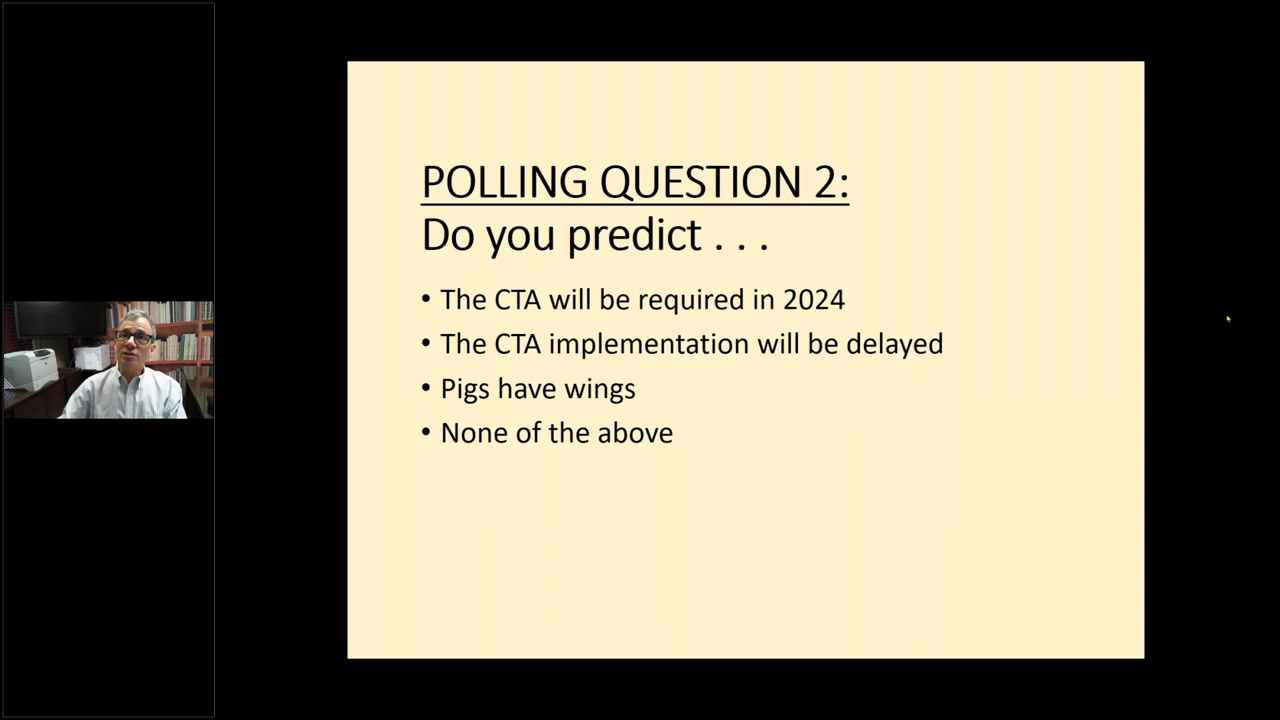 POLLING QUESTION 2:
Do you predict . . .
• The CTA will be required in 2024
• The CTA implementation will be delayed
• Pigs have wings
• None of the above